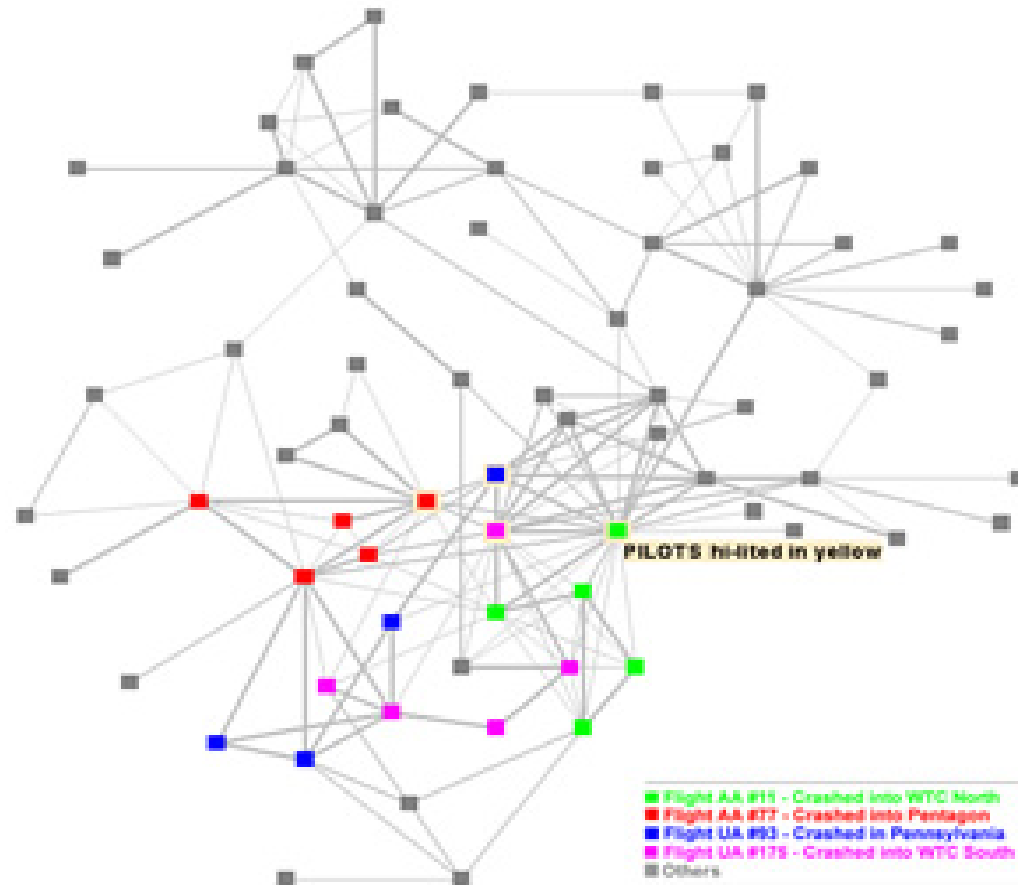 PILOTS hi-lited in yellow
Flight AA #11 - Crashed into WTC North
Flight AA #77 - Crashed into Pentagon
Flight UA #93 - Crashed in Pennsylvania
Flight UA #175 - Crashed into WTC South
Others